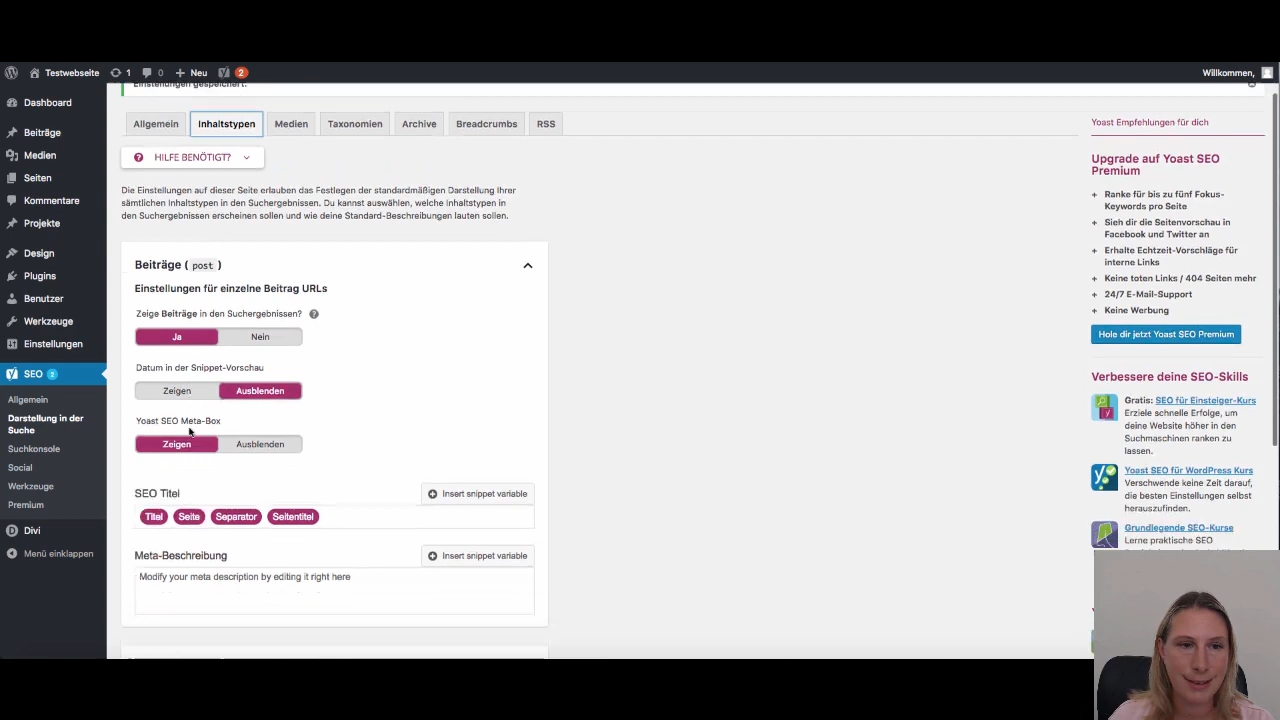 Testwebseite 1 0 Neu 2 Willkommen,
Einstellungen gespeichert.
Dashboard
Beiträge
Medien
Seiten
Kommentare
Projekte
Design
Plugins
Benutzer
Werkzeuge
Einstellungen
SEO 2
Allgemein
Darstellung in der
Suche
Suchkonsole
Social
Werkzeuge
Premium
Divi
Menü einklappen
Allgemein Inhaltstypen Medien Taxonomien Archive Breadcrumbs RSS
HILFE BENÖTIGT?
Die Einstellungen auf dieser Seite erlauben das Festlegen der standardmäßigen Darstellung Ihrer
sämtlichen Inhaltstypen in den Suchergebnissen. Du kannst auswählen, welche Inhaltstypen in
den Suchergebnissen erscheinen sollen und wie deine Standard-Beschreibungen lauten sollen.
Beiträge ( post )
Einstellungen für einzelne Beitrag URLs
Zeige Beiträge in den Suchergebnissen? ?
Ja Nein
Datum in der Snippet-Vorschau
Zeigen Ausblenden
Yoast SEO Meta-Box
Zeigen Ausblenden
SEO Titel Insert snippet variable
Titel Seite Separator Seitentitel
Meta-Beschreibung Insert snippet variable
Modify your meta description by editing it right here
Yoast Empfehlungen für dich
Upgrade auf Yoast SEO
Premium
+ Ranke für bis zu fünf Fokus-
Keywords pro Seite
+ Sieh dir die Seitenvorschau in
Facebook und Twitter an
+ Erhalte Echtzeit-Vorschläge für
interne Links
+ Keine toten Links / 404 Seiten mehr
+ 24/7 E-Mail-Support
+ Keine Werbung
Hole dir jetzt Yoast SEO Premium
Verbessere deine SEO-Skills
Gratis: SEO für Einsteiger-Kurs
Erziele schnelle Erfolge, um
deine Website höher in den
Suchmaschinen ranken zu
lassen.
Yoast SEO für WordPress Kurs
Verschwende keine Zeit darauf,
die besten Einstellungen selbst
herauszufinden.
Grundlegende SEO-Kurse
Lerne praktische SEO